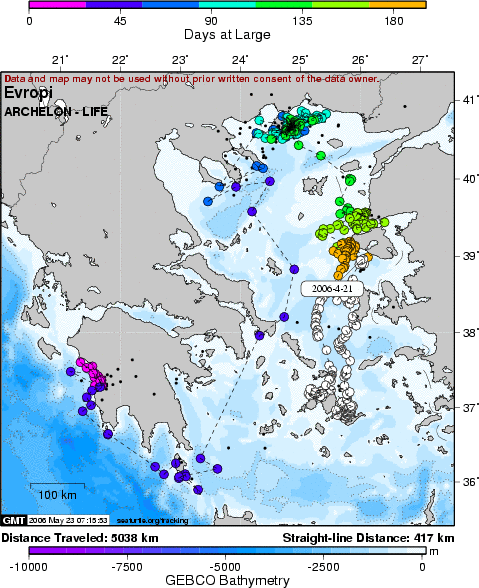 0 45 90 135 180
Days at Large
21° 22° 23° 24° 25° 26° 27°
Data and map may not be used without prior written consent of the data owner.
Evropi
ARCHELON - LIFE
41°
40°
39°
2006-4-21
38°
37°
36°
100 km
GMT 2006 May 23 07:15:53 seaturtle.org/tracking
Distance Traveled: 5038 km Straight-line Distance: 417 km
m
-10000 -7500 -5000 -2500 0
GEBCO Bathymetry